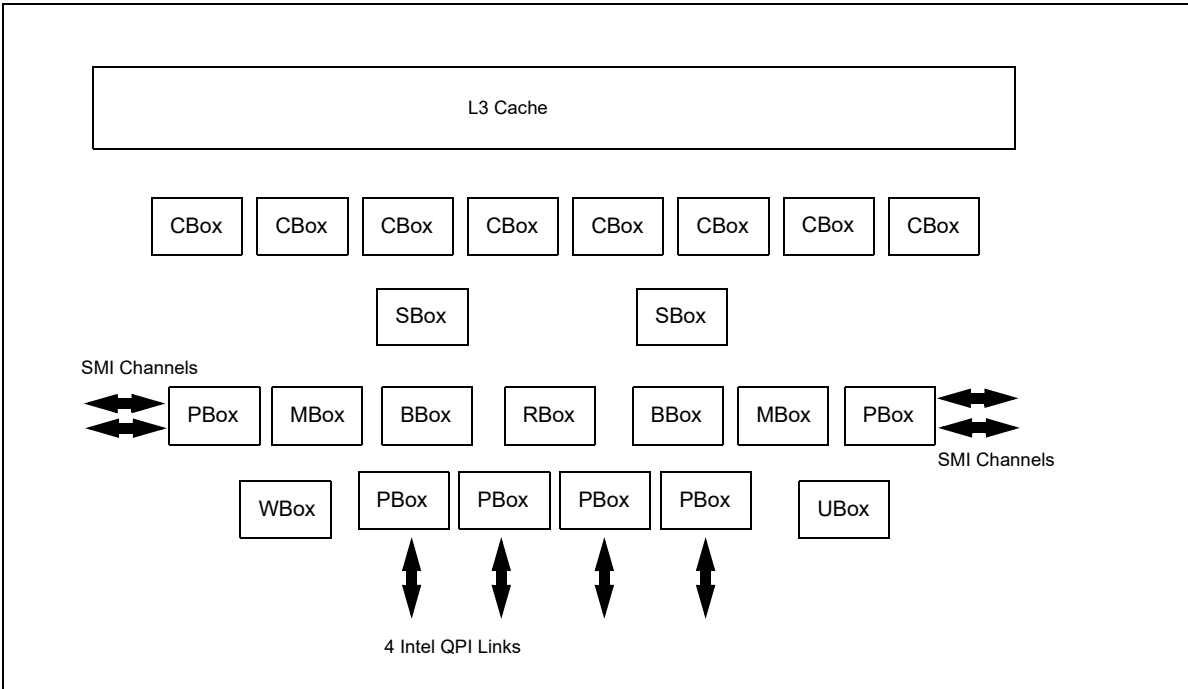 L3 Cache
CBox CBox CBox CBox CBox CBox CBox CBox
SBox SBox
SMI Channels
PBox MBox BBox RBox BBox MBox PBox
SMI Channels
WBox PBox PBox PBox PBox UBox
4 Intel QPI Links